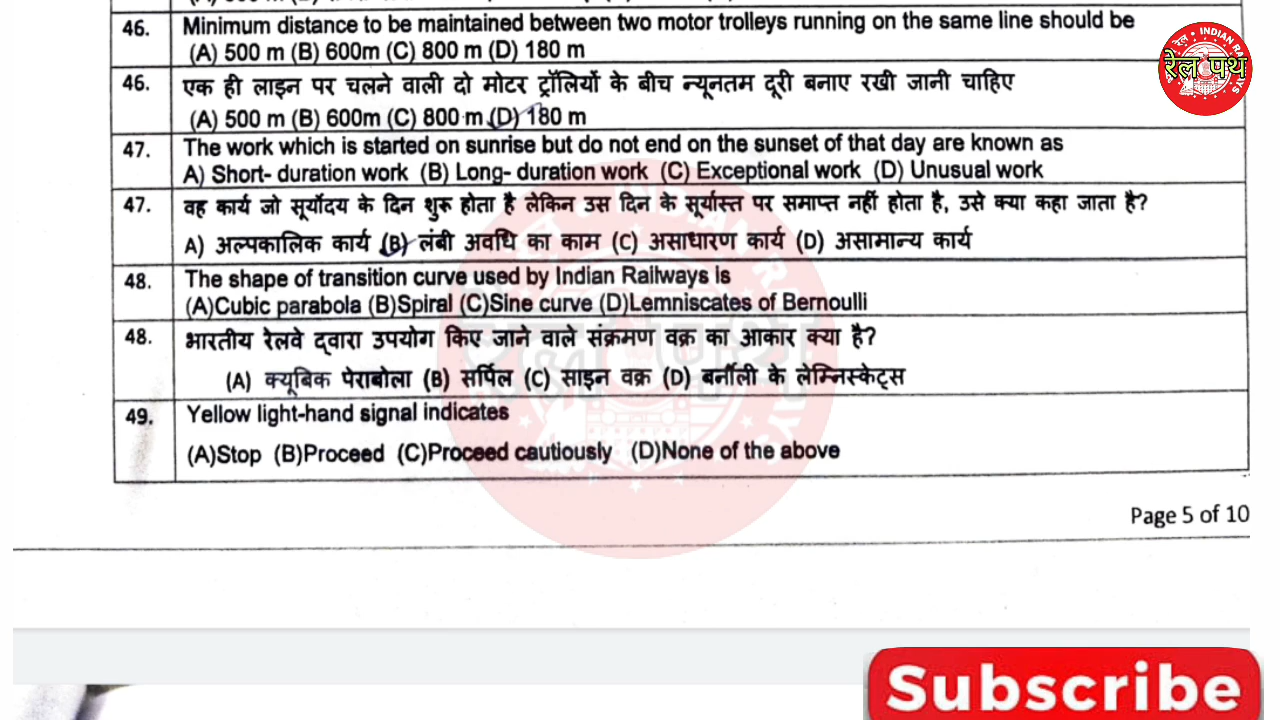 46. Minimum distance to be maintained between two motor trolleys running on the same line should be
(A) 500 m (B) 600m (C) 800 m (D) 180 m
46. एक ही लाइन पर चलने वाली दो मोटर ट्रॉलियों के बीच न्यूनतम दूरी बनाए रखी जानी चाहिए
(A) 500 m (B) 600m (C) 800 m (D) 180 m
47. The work which is started on sunrise but do not end on the sunset of that day are known as
A) Short- duration work (B) Long- duration work (C) Exceptional work (D) Unusual work
47. वह कार्य जो सूर्योदय के दिन शुरू होता है लेकिन उस दिन के सूर्यास्त पर समाप्त नहीं होता है, उसे क्या कहा जाता है?
A) अल्पकालिक कार्य (B) लंबी अवधि का काम (C) असाधारण कार्य (D) असामान्य कार्य
48. The shape of transition curve used by Indian Railways is
(A)Cubic parabola (B)Spiral (C)Sine curve (D)Lemniscates of Bernoulli
48. भारतीय रेलवे द्वारा उपयोग किए जाने वाले संक्रमण वक्र का आकार क्या है?
(A) क्यूबिक पेराबोला (B) सर्पिल (C) साइन वक्र (D) बर्नौली के लेम्निस्केट्स
49. Yellow light-hand signal indicates
(A)Stop (B)Proceed (C)Proceed cautiously (D)None of the above
Page 5 of 10
INDIAN RAILWAYS
रेल पथ
Subscribe